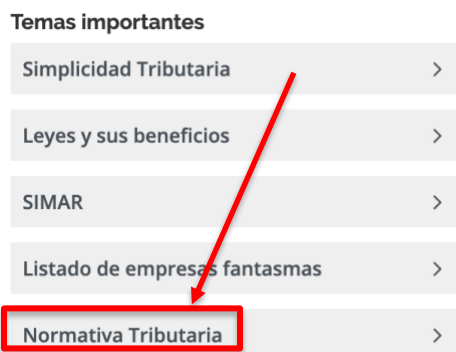 Temas importantes
Simplicidad Tributaria
Leyes y sus beneficios
SIMAR
Listado de empresas fantasmas
Normativa Tributaria